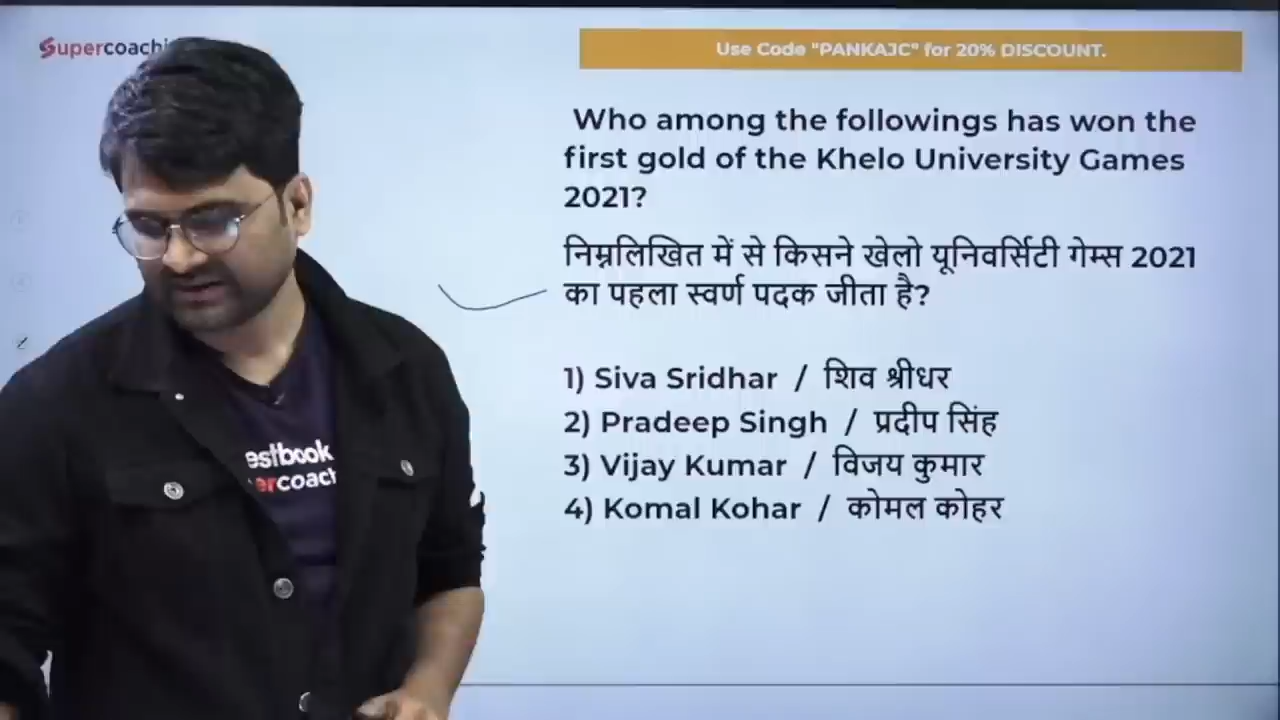 Supercoachi
Use Code "PANKAJC" for 20% DISCOUNT.
Who among the followings has won the
first gold of the Khelo University Games
2021?
निम्नलिखित में से किसने खेलो यूनिवर्सिटी गेम्स 2021
का पहला स्वर्ण पदक जीता है?
1) Siva Sridhar / शिव श्रीधर
2) Pradeep Singh / प्रदीप सिंह
3) Vijay Kumar / विजय कुमार
4) Komal Kohar / कोमल कोहर
estbook
ercoach